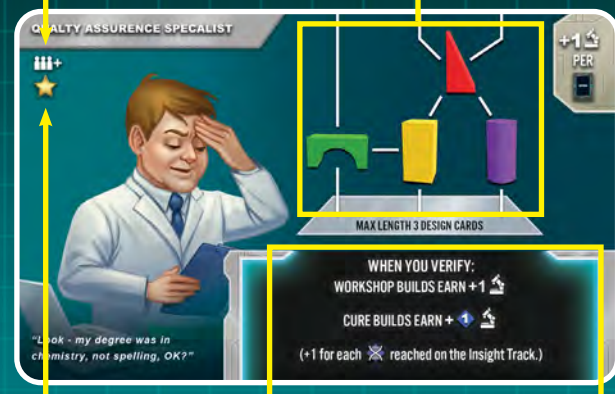 QUALTY ASSURENCE SPECALIST
+1
PER
+
MAX LENGTH 3 DESIGN CARDS
WHEN YOU VERIFY:
WORKSHOP BUILDS EARN +1
CURE BUILDS EARN + 1
(+1 for each reached on the Insight Track.)
"Look - my degree was in
chemistry, not spelling, OK?"